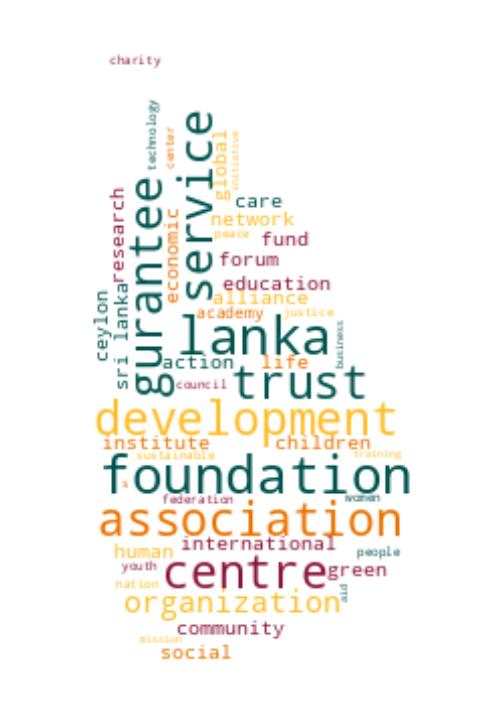 charity
technology
center
service
global
initiative
care
gurantee
research
economic
network
peace
fund
forum
education
ceylon
sri lanka
alliance
academy
justice
lanka
business
action
life
council
trust
development
institute
children
sustainable
training
foundation
federation
women
association
international
human
people
youth
centre
green
nation
aid
organization
community
mission
social